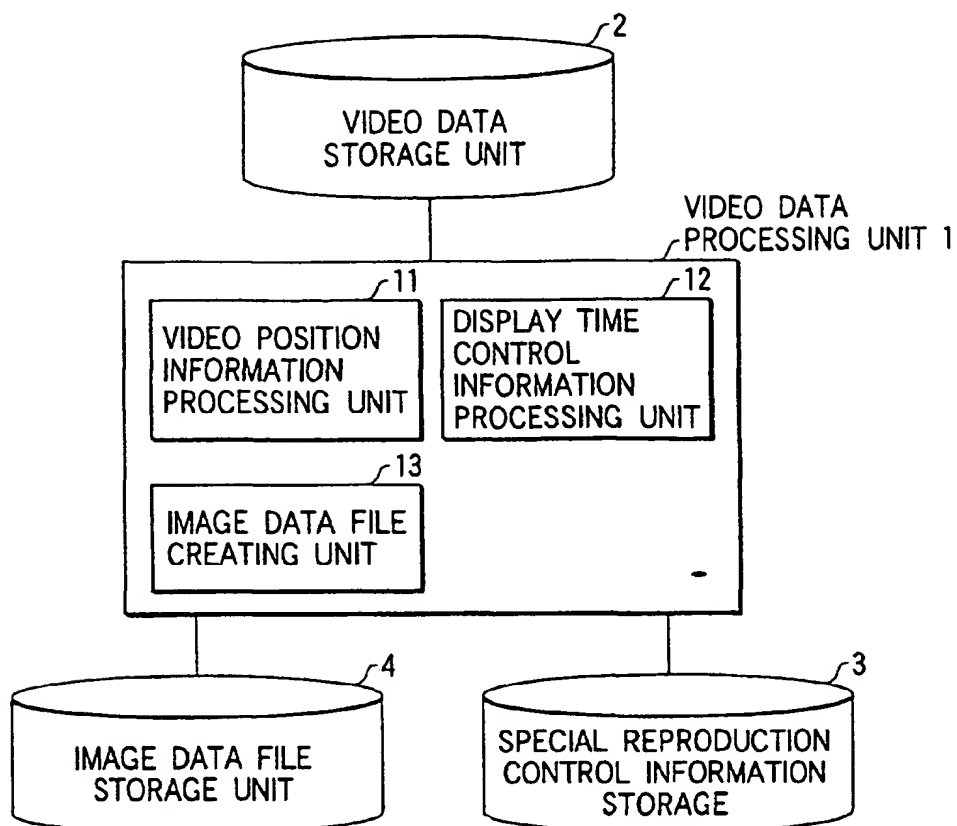 2
VIDEO DATA
STORAGE UNIT
VIDEO DATA
PROCESSING UNIT 1
11
VIDEO POSITION
INFORMATION
PROCESSING UNIT
12
DISPLAY TIME
CONTROL
INFORMATION
PROCESSING UNIT
13
IMAGE DATA FILE
CREATING UNIT
4
IMAGE DATA FILE
STORAGE UNIT
3
SPECIAL REPRODUCTION
CONTROL INFORMATION
STORAGE